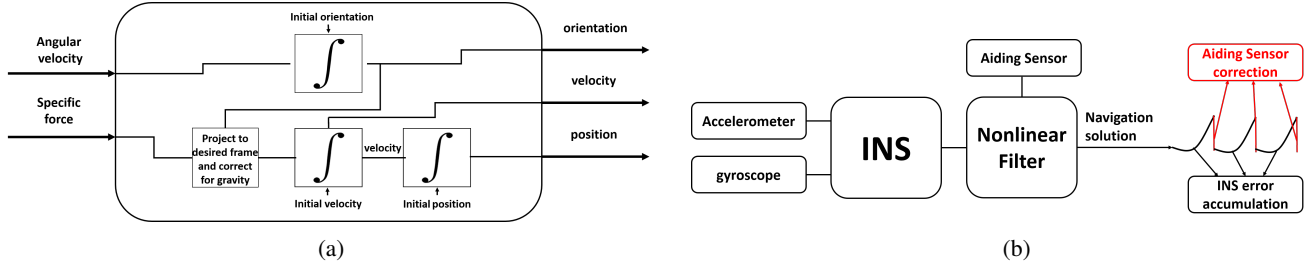 Initial orientation
orientation
Angular
velocity
∫
velocity
Specific
force
Project to
desired frame
and correct
for gravity
∫
velocity
∫
position
Initial velocity
Initial position
(a)
Aiding Sensor
Aiding Sensor
correction
Accelerometer
gyroscope
INS
Nonlinear
Filter
Navigation
solution
INS error
accumulation
(b)